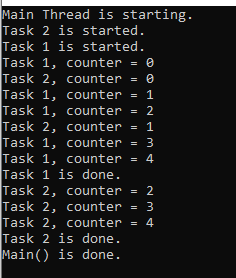 Main Thread is starting.
Task 2 is started.
Task 1 is started.
Task 1, counter = 0
Task 2, counter = 0
Task 1, counter = 1
Task 1, counter = 2
Task 2, counter = 1
Task 1, counter = 3
Task 1, counter = 4
Task 1 is done.
Task 2, counter = 2
Task 2, counter = 3
Task 2, counter = 4
Task 2 is done.
Main() is done.